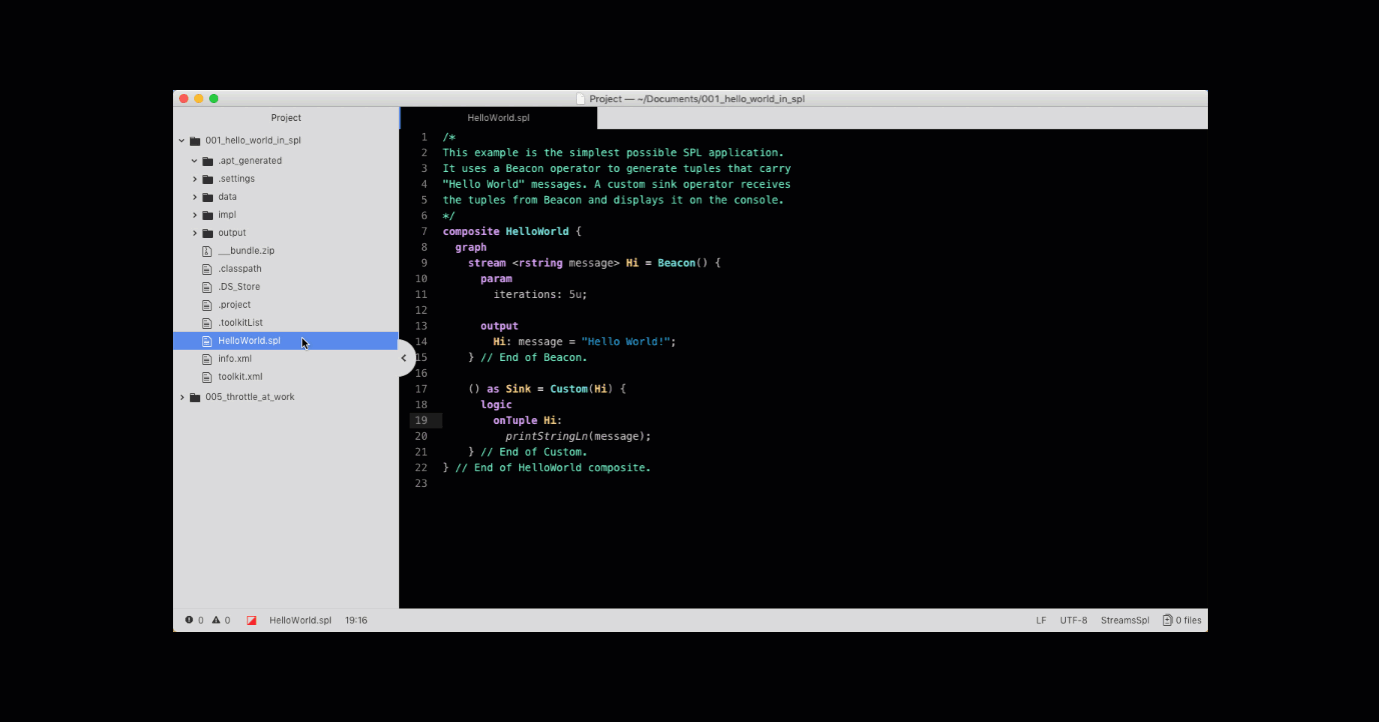 Project — ~/Documents/001_hello_world_in_spl
Project
001_hello_world_in_spl
.apt_generated
.settings
data
impl
output
__bundle.zip
.classpath
.DS_Store
.project
.toolkitList
HelloWorld.spl
info.xml
toolkit.xml
005_throttle_at_work
HelloWorld.spl
1 /*
2 This example is the simplest possible SPL application.
3 It uses a Beacon operator to generate tuples that carry
4 "Hello World" messages. A custom sink operator receives
5 the tuples from Beacon and displays it on the console.
6 */
7 composite HelloWorld {
8 graph
9 stream <rstring message> Hi = Beacon() {
10 param
11 iterations: 5u;
12
13 output
14 Hi: message = "Hello World!";
15 } // End of Beacon.
16
17 () as Sink = Custom(Hi) {
18 logic
19 onTuple Hi:
20 printStringLn(message);
21 } // End of Custom.
22 } // End of HelloWorld composite.
23
0 0 HelloWorld.spl 19:16 LF UTF-8 StreamsSpl 0 files